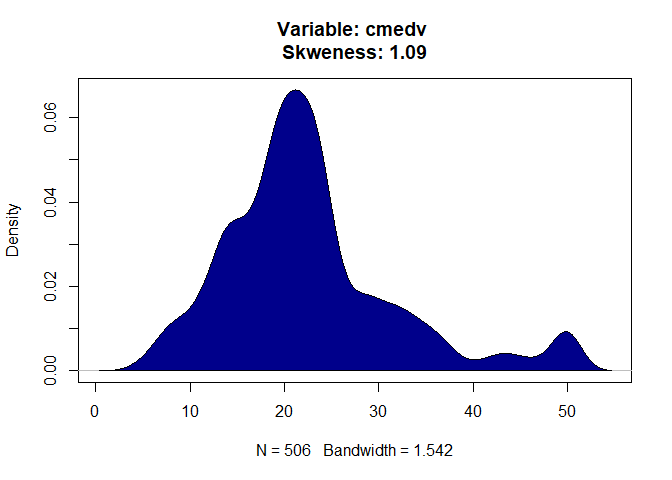 Variable: cmedv
Skweness: 1.09
Density
0.06
0.04
0.02
0.00
0 10 20 30 40 50
N = 506 Bandwidth = 1.542